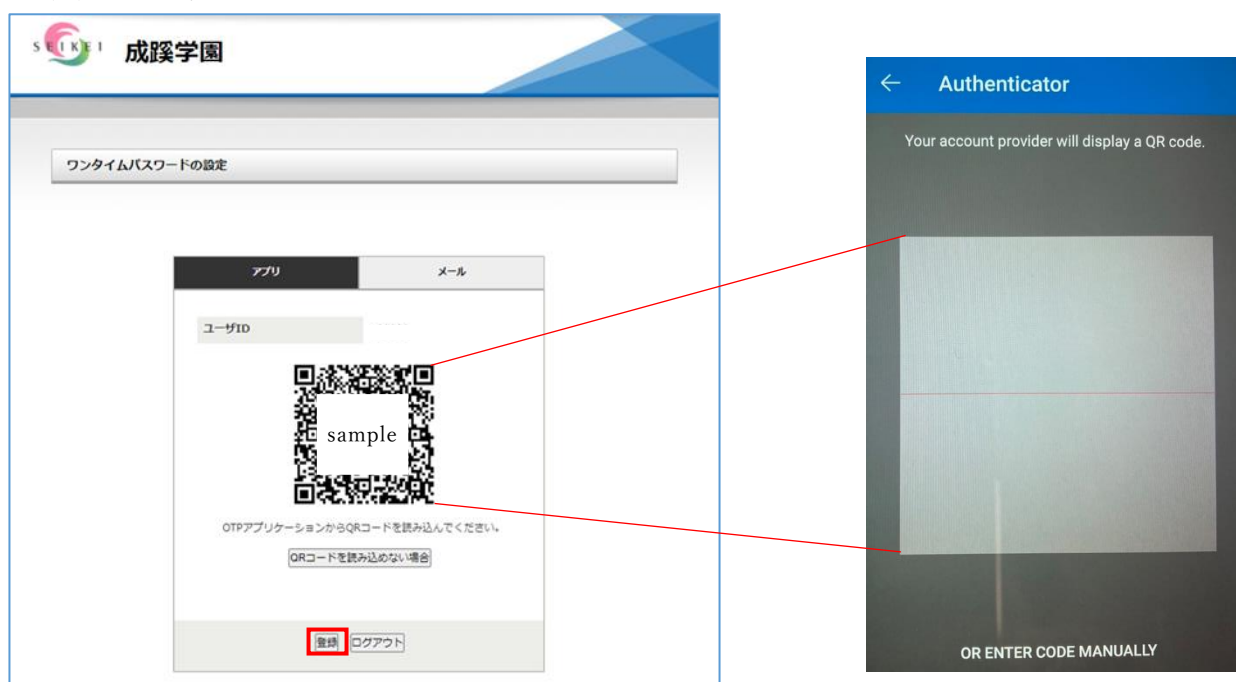 SEIKEI 成蹊学園
ワンタイムパスワードの設定
アプリ メール
ユーザID
sample
OTPアプリケーションからQRコードを読み込んでください。
QRコードを読み込めない場合
登録 ログアウト
← Authenticator
Your account provider will display a QR code.
OR ENTER CODE MANUALLY